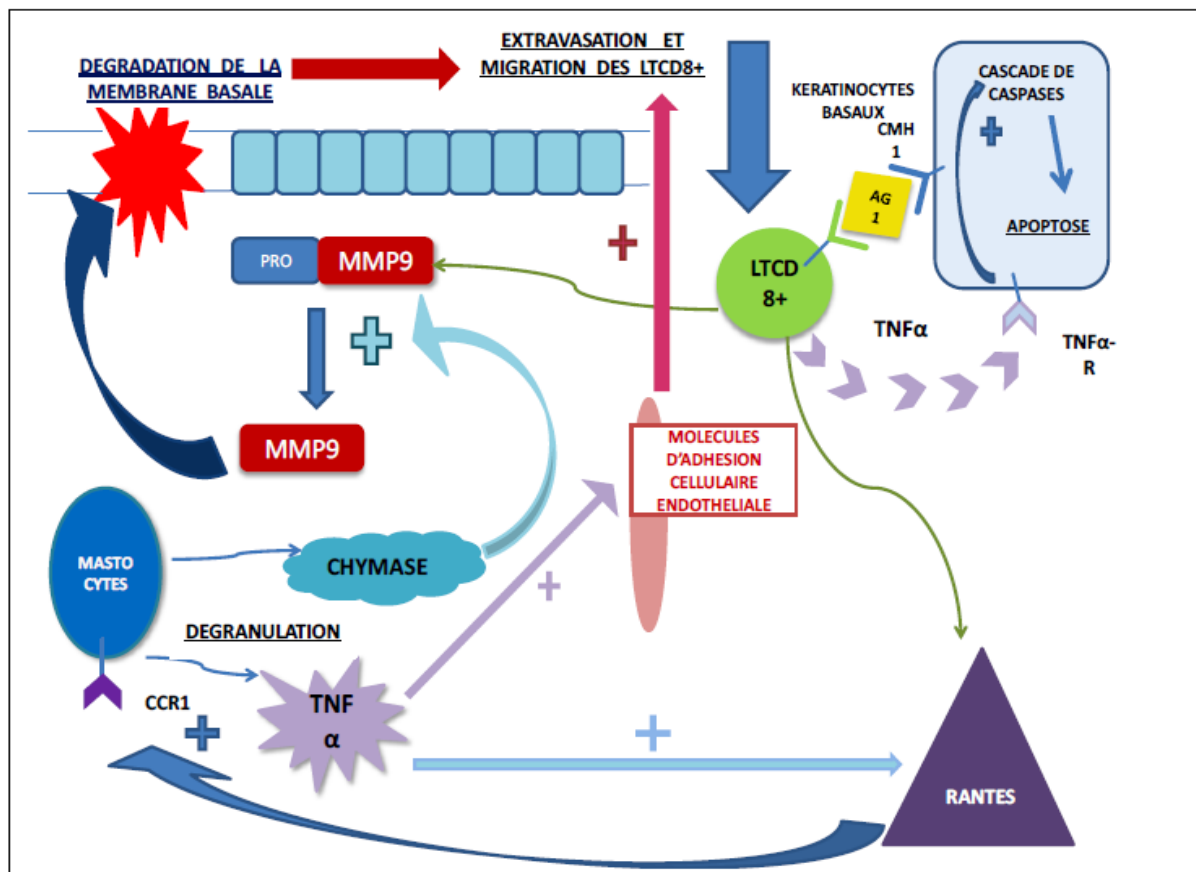 DEGRADATION DE LA
MEMBRANE BASALE
EXTRAVASATION ET
MIGRATION DES LTCD8+
KERATINOCYTES
BASAUX
CMH
1
CASCADE DE
CASPASES
+
AG
1
APOPTOSE
+
LTCD
8+
PRO
MMP9
+
TNFα
TNFα-
R
MMP9
MOLECULES
D'ADHESION
CELLULAIRE
ENDOTHELIALE
MASTO
CYTES
CHYMASE
+
DEGRANULATION
CCR1
+
TNF
α
+
RANTES